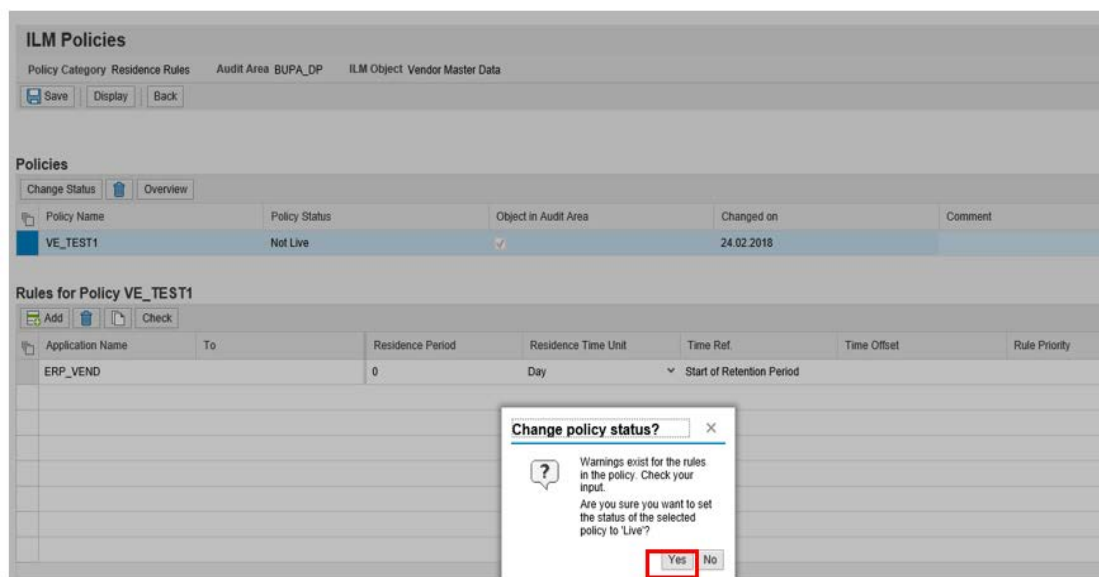 ILM Policies
Policy Category Residence Rules Audit Area BUPA_DP ILM Object Vendor Master Data
Save Display Back
Policies
Change Status Overview
Policy Name Policy Status Object in Audit Area Changed on Comment
VE_TEST1 Not Live 24.02.2018
Rules for Policy VE_TEST1
Add Check
Application Name To Residence Period Residence Time Unit Time Ref. Time Offset Rule Priority
ERP_VEND 0 Day Start of Retention Period
Change policy status?
Warnings exist for the rules
in the policy. Check your
input.
Are you sure you want to set
the status of the selected
policy to 'Live'?
Yes No